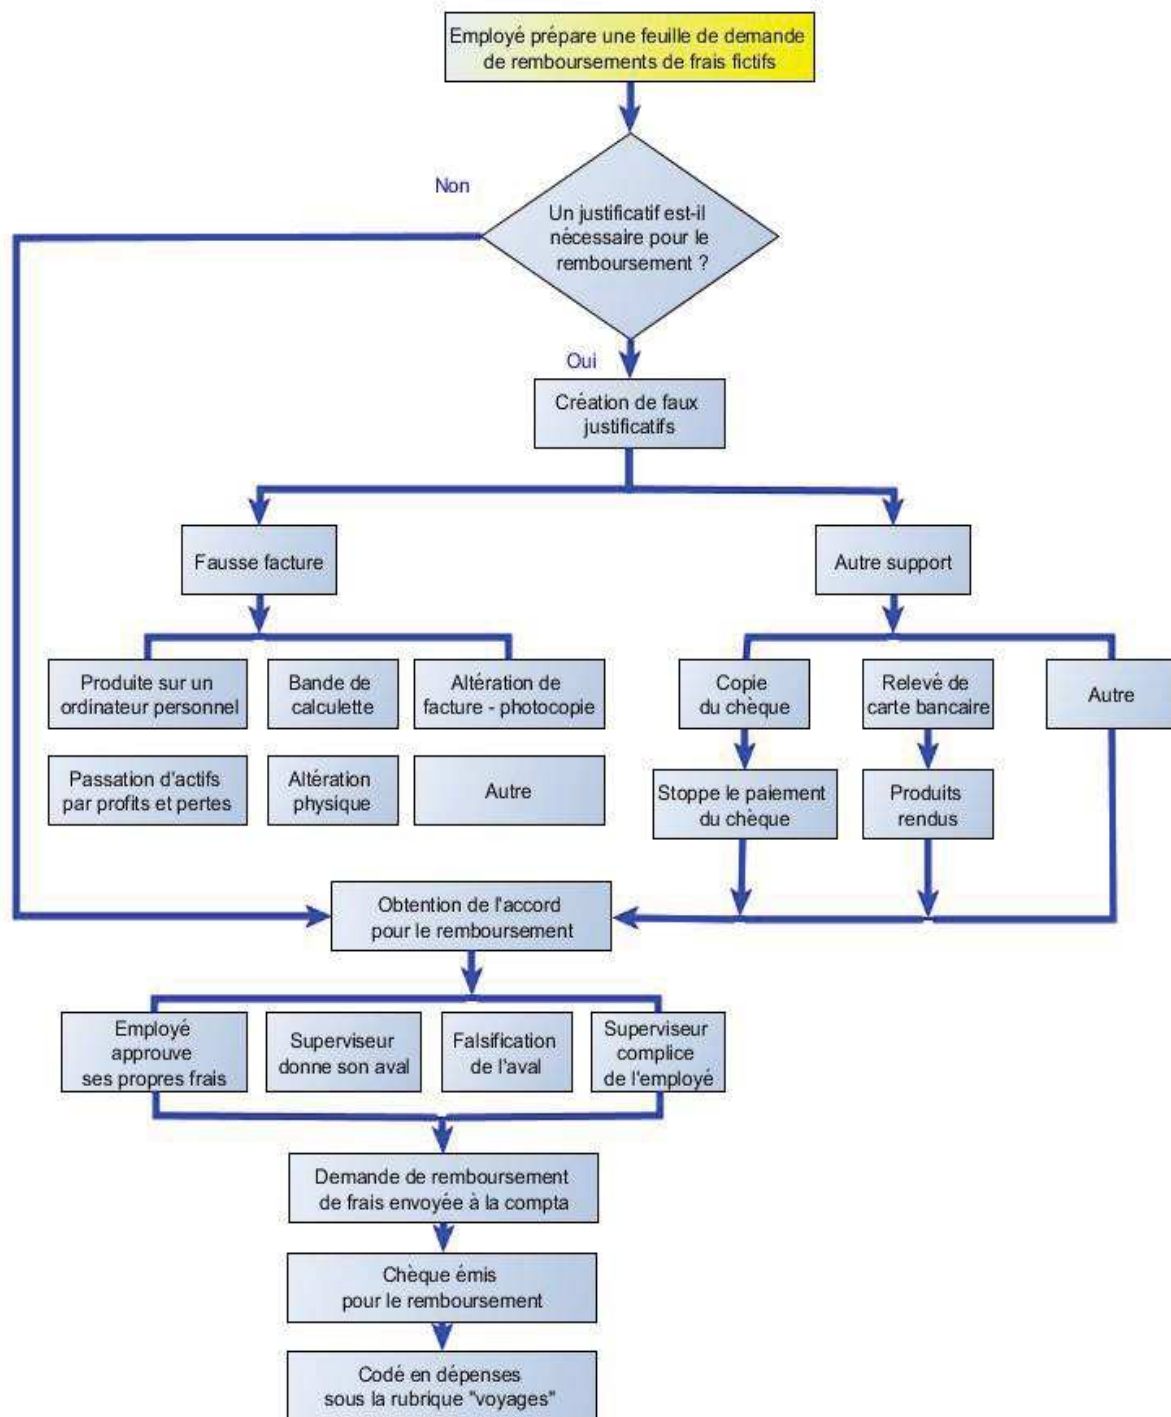 Employé prépare une feuille de demande
de remboursements de frais fictifs
Non
Un justificatif est-il
nécessaire pour le
remboursement ?
Oui
Création de faux
justificatifs
Fausse facture
Autre support
Produite sur un
ordinateur personnel
Bande de
calculette
Altération de
facture - photocopie
Copie
du chèque
Relevé de
carte bancaire
Autre
Passation d'actifs
par profits et pertes
Altération
physique
Autre
Stoppe le paiement
du chèque
Produits
rendus
Obtention de l'accord
pour le remboursement
Employé
approuve
ses propres frais
Superviseur
donne son aval
Falsification
de l'aval
Superviseur
complice
de l'employé
Demande de remboursement
de frais envoyée à la compta
Chèque émis
pour le remboursement
Codé en dépenses
sous la rubrique "voyages"